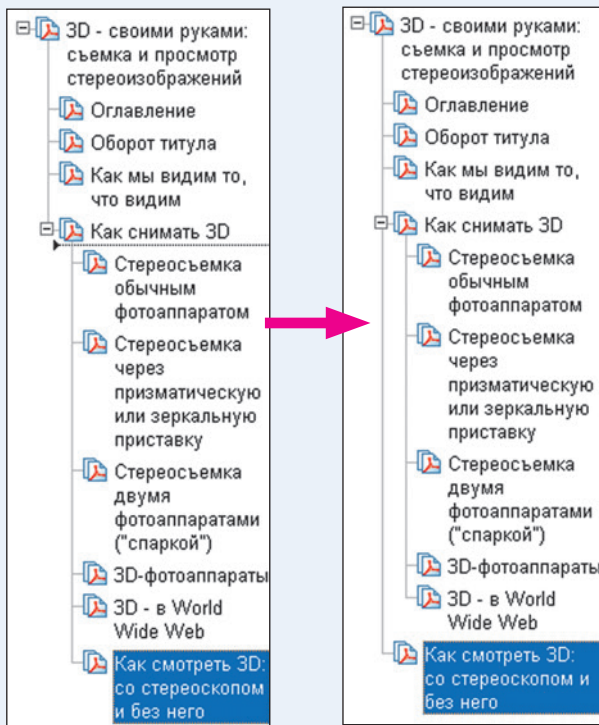 3D - своими руками:
съемка и просмотр
стереоизображений
Оглавление
Оборот титула
Как мы видим то,
что видим
Как снимать 3D
Стереосъемка
обычным
фотоаппаратом
Стереосъемка
через
призматическую
или зеркальную
приставку
Стереосъемка
двумя
фотоаппаратами
("спаркой")
3D-фотоаппараты
3D - в World
Wide Web
Как смотреть 3D:
со стереоскопом
и без него
3D - своими руками:
съемка и просмотр
стереоизображений
Оглавление
Оборот титула
Как мы видим то,
что видим
Как снимать 3D
Стереосъемка
обычным
фотоаппаратом
Стереосъемка
через
призматическую
или зеркальную
приставку
Стереосъемка
двумя
фотоаппаратами
("спаркой")
3D-фотоаппараты
3D - в World
Wide Web
Как смотреть 3D:
со стереоскопом и
без него